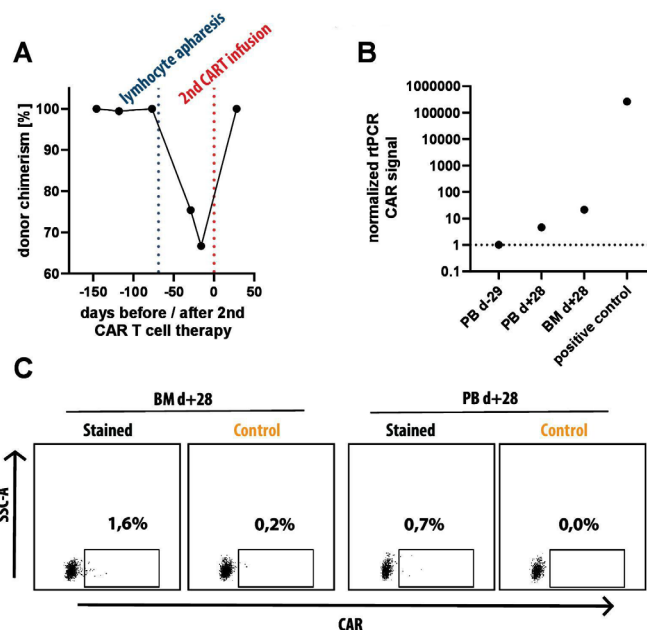 A
lymhocyte apharesis
2nd CART infusion
donor chimerism [%]
100
90
80
70
60
-150 -100 -50 0 50
days before / after 2nd
CAR T cell therapy
B
normalized rtPCR
CAR signal
1000000
100000
10000
1000
100
10
1
0.1
PB d-29
PB d+28
BM d+28
positive control
C
BM d+28
PB d+28
Stained
Control
Stained
Control
SSC-A
1,6%
0,2%
0,7%
0,0%
CAR